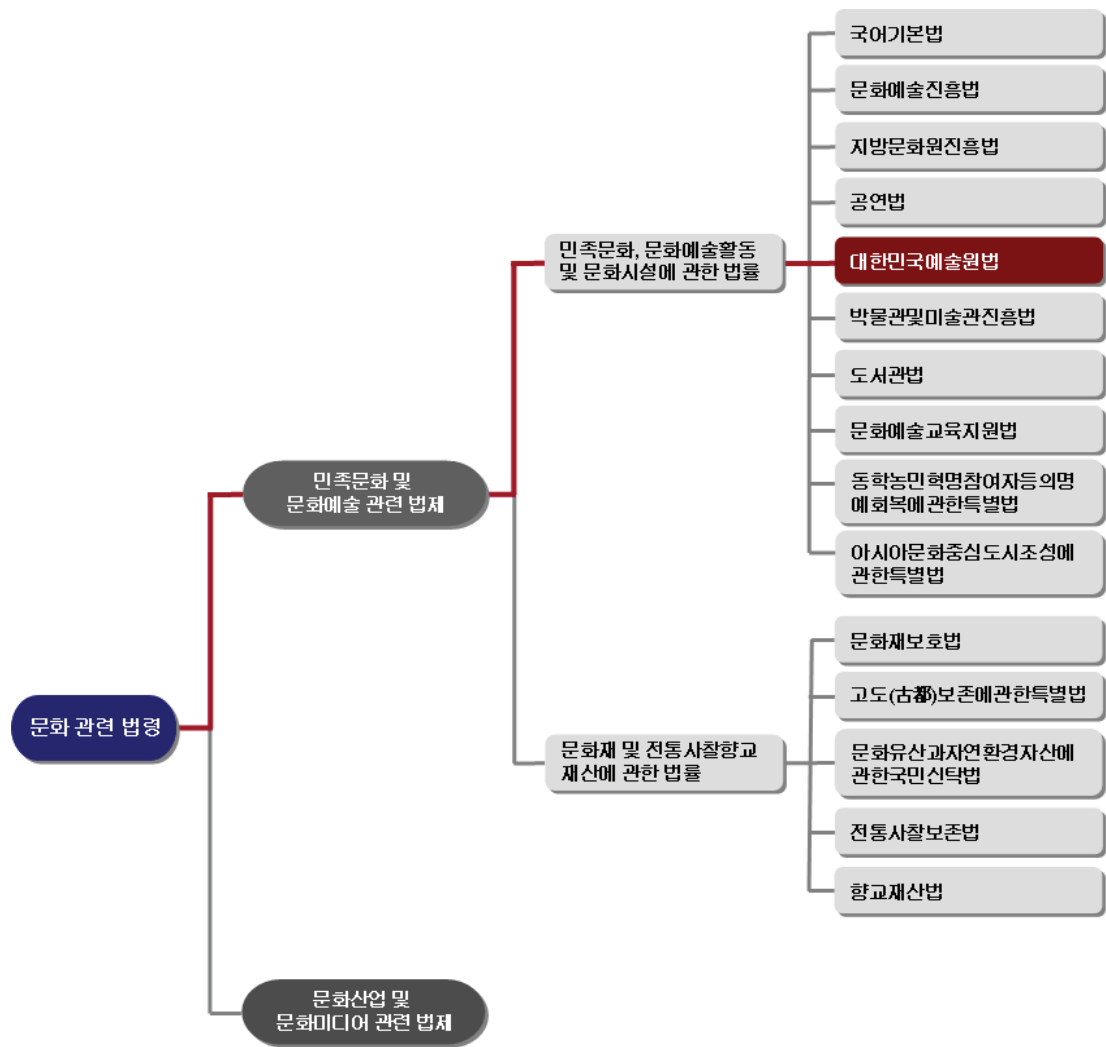 국어기본법
문화예술진흥법
지방문화원진흥법
공연법
민족문화, 문화예술활동
및 문화시설에 관한 법률
대한민국예술원법
박물관및미술관진흥법
도서관법
문화예술교육지원법
민족문화 및
문화예술 관련 법제
동학농민혁명참여자등의명
예회복에관한특별법
아시아문화중심도시조성에
관한특별법
문화재보호법
고도(古都)보존에관한특별법
문화 관련 법령
문화재 및 전통사찰향교
재산에 관한 법률
문화유산과자연환경자산에
관한국민신탁법
전통사찰보존법
향교재산법
문화산업 및
문화미디어 관련 법제